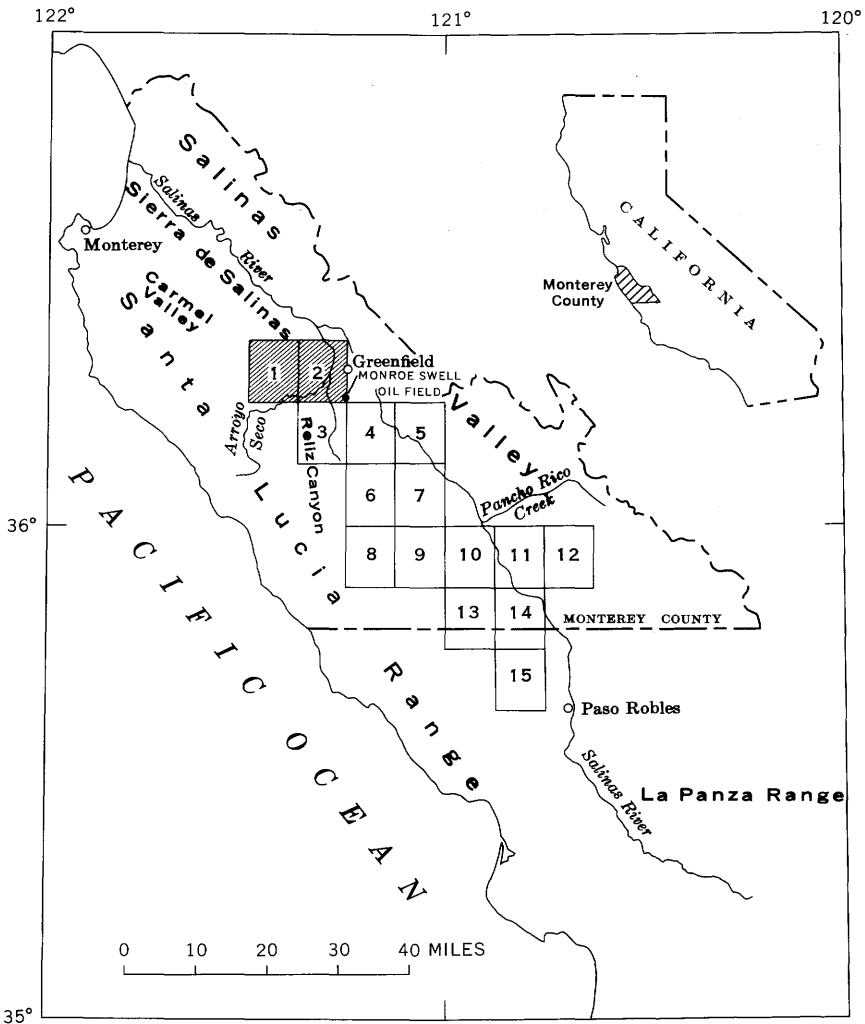 122°
121°
120°
Salinas
Salinas
River
Sierra de Salinas
Monterey
Carmel
Valley
CALIFORNIA
Monterey
County
Santa
1
2
Greenfield
MONROE SWELL
OIL FIELD
Arroyo
Seco
3
4
5
Reliz Canyon
Valley
Pancho Rico
Creek
6
7
36°
Lucia
8
9
10
11
12
13
14
MONTEREY COUNTY
PACIFIC OCEAN
Range
15
Paso Robles
Salinas River
La Panza Range
0
10
20
30
40 MILES
35°